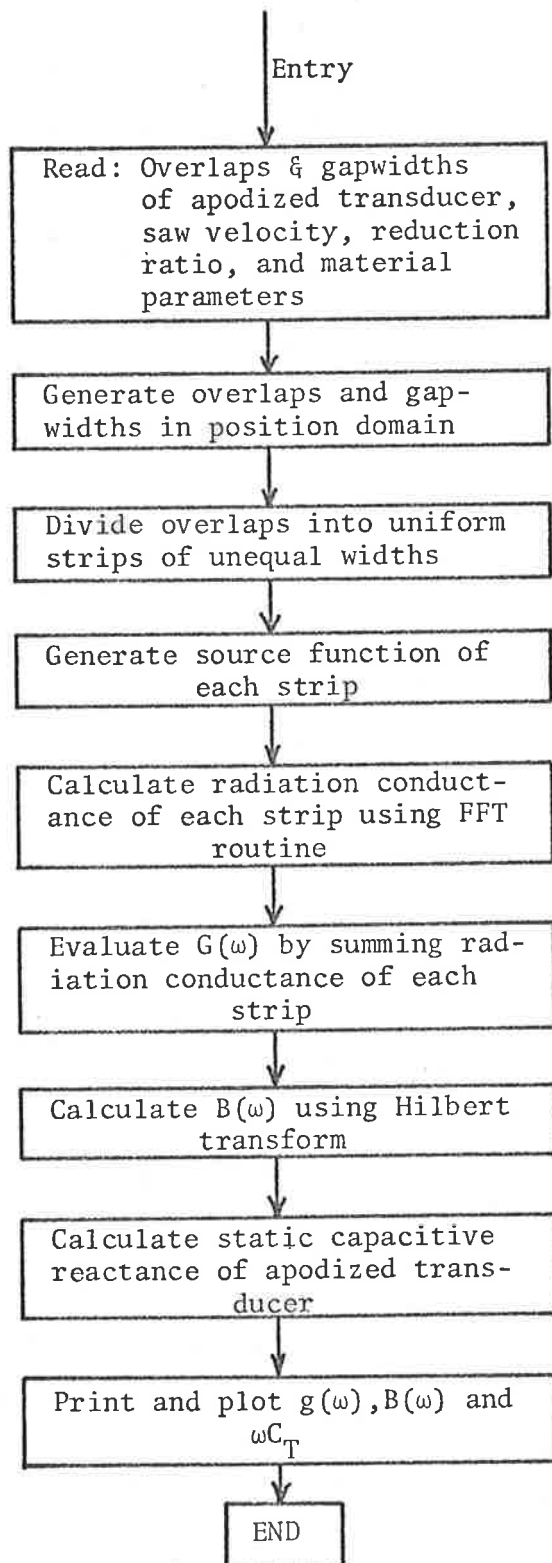 Entry
Read: Overlaps & gapwidths
of apodized transducer,
saw velocity, reduction
ratio, and material
parameters
Generate overlaps and gap-
widths in position domain
Divide overlaps into uniform
strips of unequal widths
Generate source function of
each strip
Calculate radiation conduct-
ance of each strip using FFT
routine
Evaluate G(ω) by summing rad-
iation conductance of each
strip
Calculate B(ω) using Hilbert
transform
Calculate static capacitive
reactance of apodized trans-
ducer
Print and plot g(ω),B(ω) and
ωC_T
END